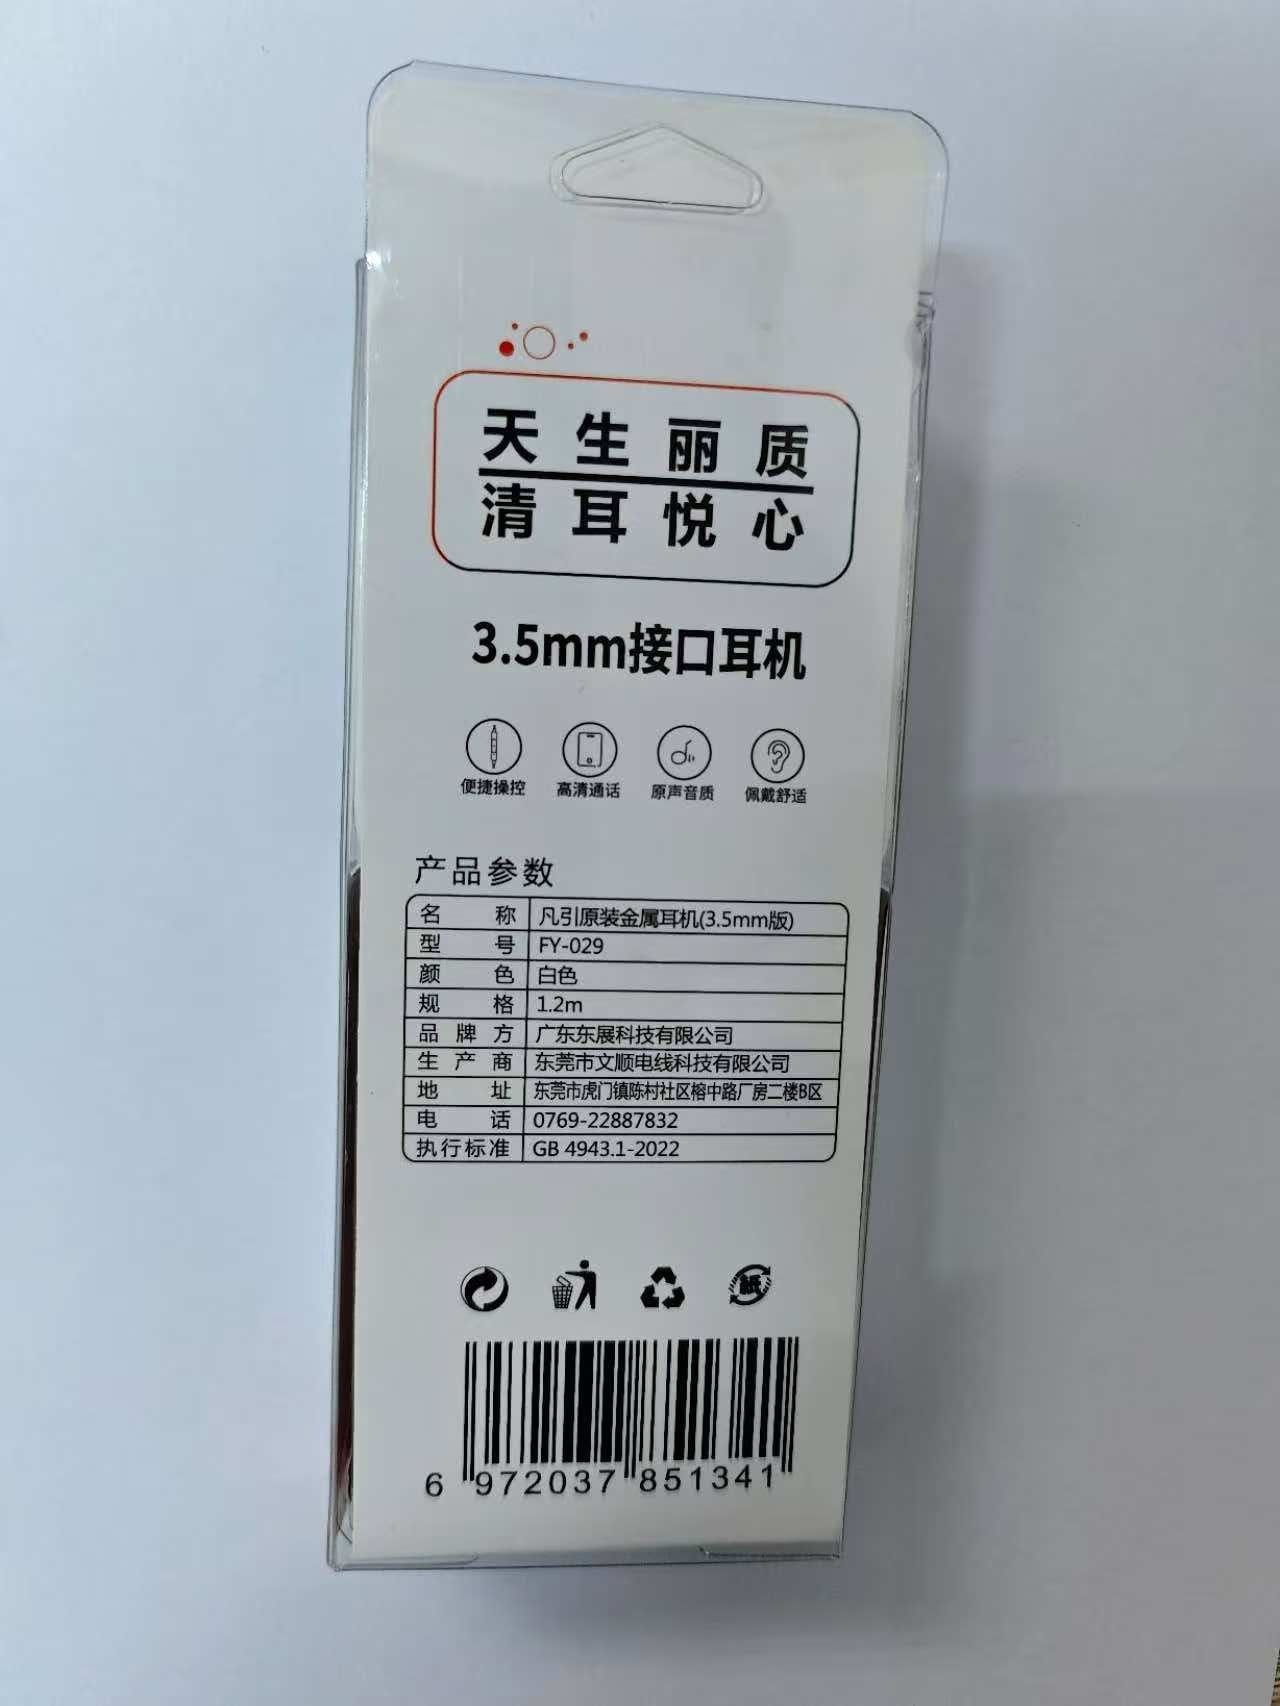 天生丽质
清耳悦心
3.5mm接口耳机
便捷操控 高清通话 原声音质 佩戴舒适
产品参数
名称 凡引原装金属耳机(3.5mm版)
型号 FY-029
颜色 白色
规格 1.2m
品牌方 广东东展科技有限公司
生产商 东莞市文顺电线科技有限公司
地址 东莞市虎门镇陈村社区榕中路厂房二楼B区
电话 0769-22887832
执行标准 GB 4943.1-2022
紙
6 972037 851341